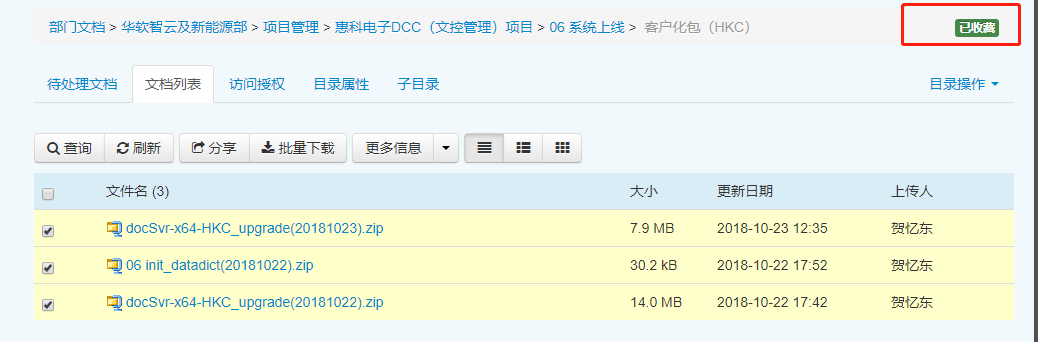 部门文档 > 华软智云及新能源部 > 项目管理 > 惠科电子DCC（文控管理）项目 > 06 系统上线 > 客户化包（HKC） 已收藏
待处理文档 文档列表 访问授权 目录属性 子目录 目录操作
查询 刷新 分享 批量下载 更多信息
文件名 (3) 大小 更新日期 上传人
docSvr-x64-HKC_upgrade(20181023).zip 7.9 MB 2018-10-23 12:35 贺忆东
06 init_datadict(20181022).zip 30.2 kB 2018-10-22 17:52 贺忆东
docSvr-x64-HKC_upgrade(20181022).zip 14.0 MB 2018-10-22 17:42 贺忆东